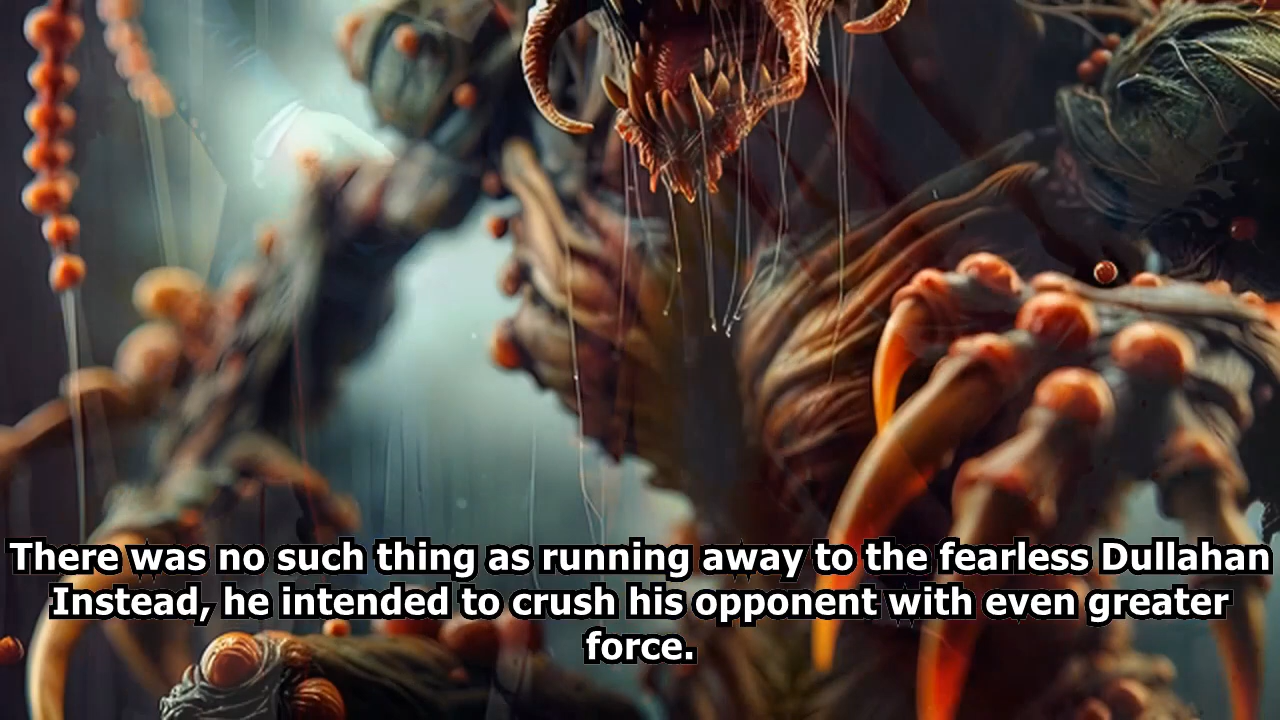 There was no such thing as running away to the fearless Dullahan
Instead, he intended to crush his opponent with even greater
force.